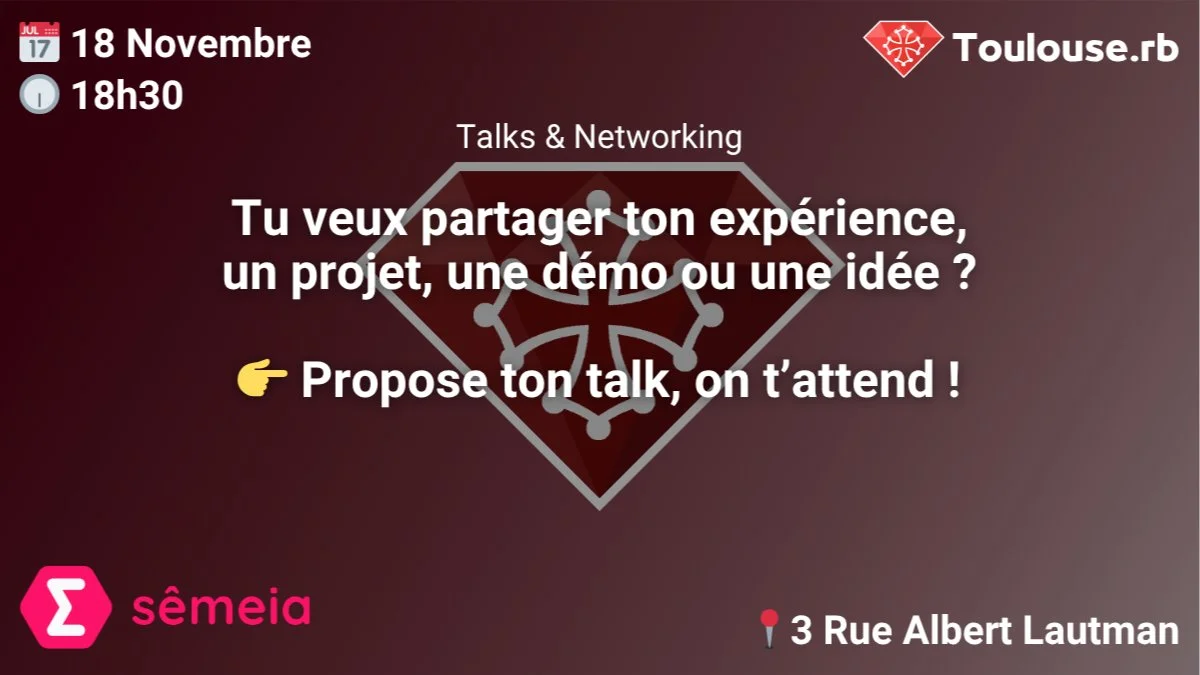 JUL
17
18 Novembre
18h30
Toulouse.rb
Talks & Networking
Tu veux partager ton expérience,
un projet, une démo ou une idée ?
👉 Propose ton talk, on t’attend !
sêmeia
3 Rue Albert Lautman